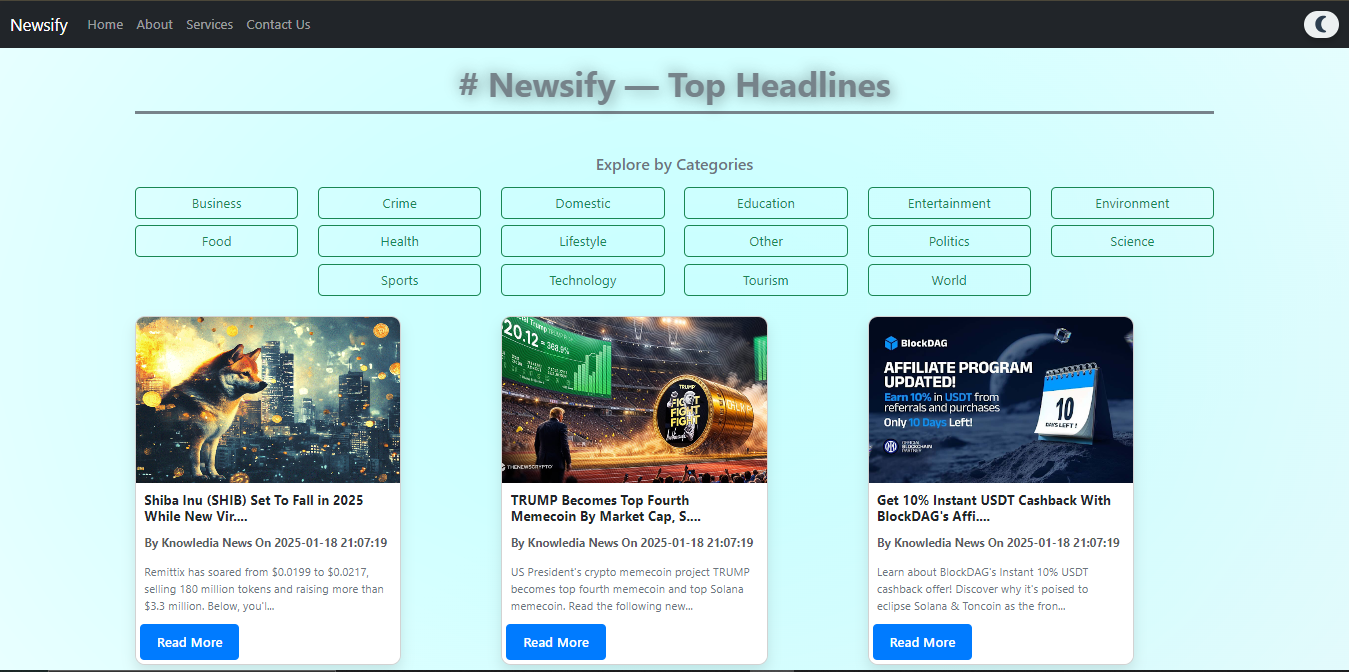 Newsify Home About Services Contact Us
# Newsify — Top Headlines
Explore by Categories
Business Crime Domestic Education Entertainment Environment
Food Health Lifestyle Other Politics Science
Sports Technology Tourism World
20.12 = 368.9%
TRUMP
FIGHT
FIGHT
FIGHT
THENEWSCRYPTO
BlockDAG
AFFILIATE PROGRAM
UPDATED!
Earn 10% in USDT from
referrals and purchases
Only 10 Days Left!
OFFICIAL
BLOCKCHAIN
PARTNER
10
DAYS LEFT !
Shiba Inu (SHIB) Set To Fall in 2025
While New Vir....
By Knowledia News On 2025-01-18 21:07:19
Remittix has soared from $0.0199 to $0.0217,
selling 180 million tokens and raising more than
$3.3 million. Below, you'l...
Read More
TRUMP Becomes Top Fourth
Memecoin By Market Cap, S....
By Knowledia News On 2025-01-18 21:07:19
US President's crypto memecoin project TRUMP
becomes top fourth memecoin and top Solana
memecoin. Read the following new...
Read More
Get 10% Instant USDT Cashback With
BlockDAG's Affi....
By Knowledia News On 2025-01-18 21:07:19
Learn about BlockDAG's Instant 10% USDT
cashback offer! Discover why it's poised to
eclipse Solana & Toncoin as the fron...
Read More